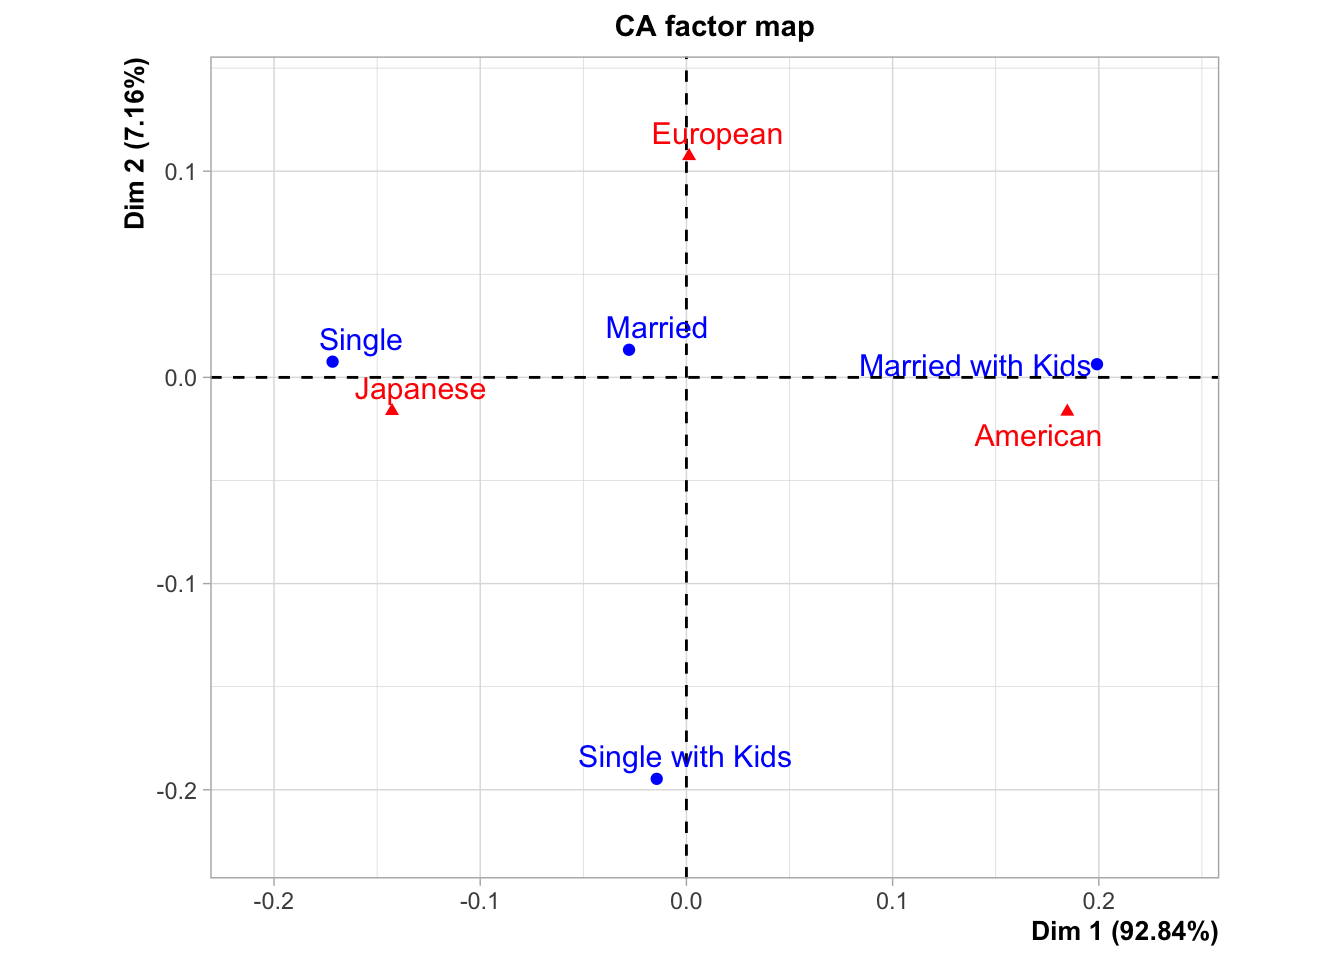 CA factor map
Dim 2 (7.16%)
European
0.1
Married
Single
Married with Kids
0.0
Japanese
American
-0.1
Single with Kids
-0.2
-0.2 -0.1 0.0 0.1 0.2
Dim 1 (92.84%)